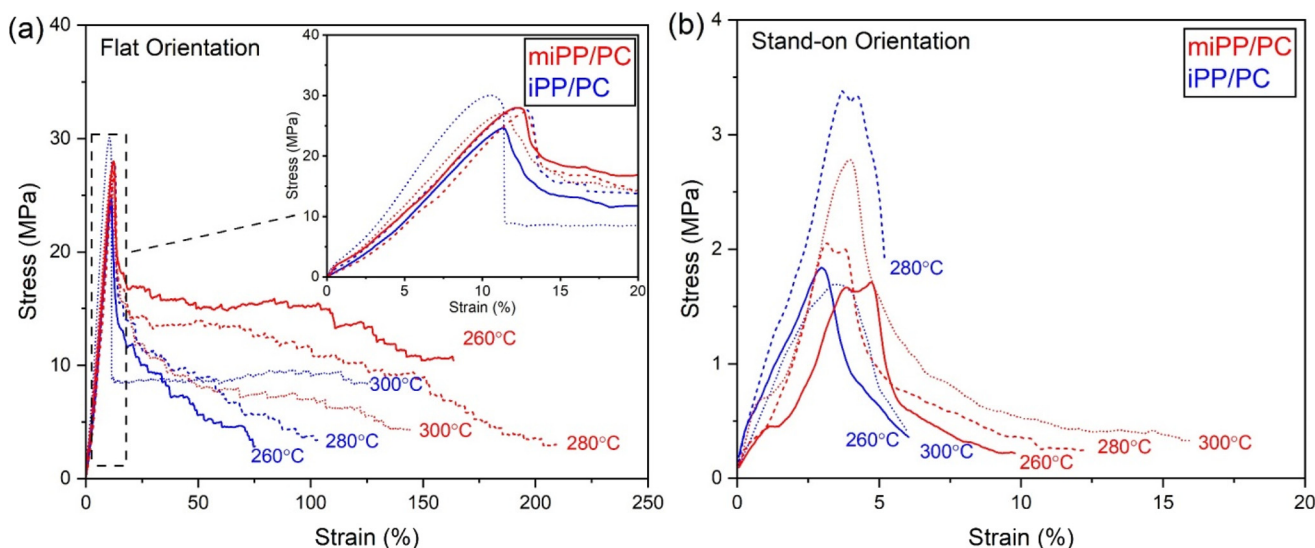 (a)
Flat Orientation
Stress (MPa)
40
30
20
10
0
0 50 100 150 200 250
Strain (%)
miPP/PC
iPP/PC
Stress (MPa)
40
30
20
10
0
0 5 10 15 20
Strain (%)
260°C
300°C
300°C
280°C
280°C
260°C
(b)
Stand-on Orientation
miPP/PC
iPP/PC
Stress (MPa)
4
3
2
1
0
0 5 10 15 20
Strain (%)
280°C
260°C
300°C
260°C
280°C
300°C